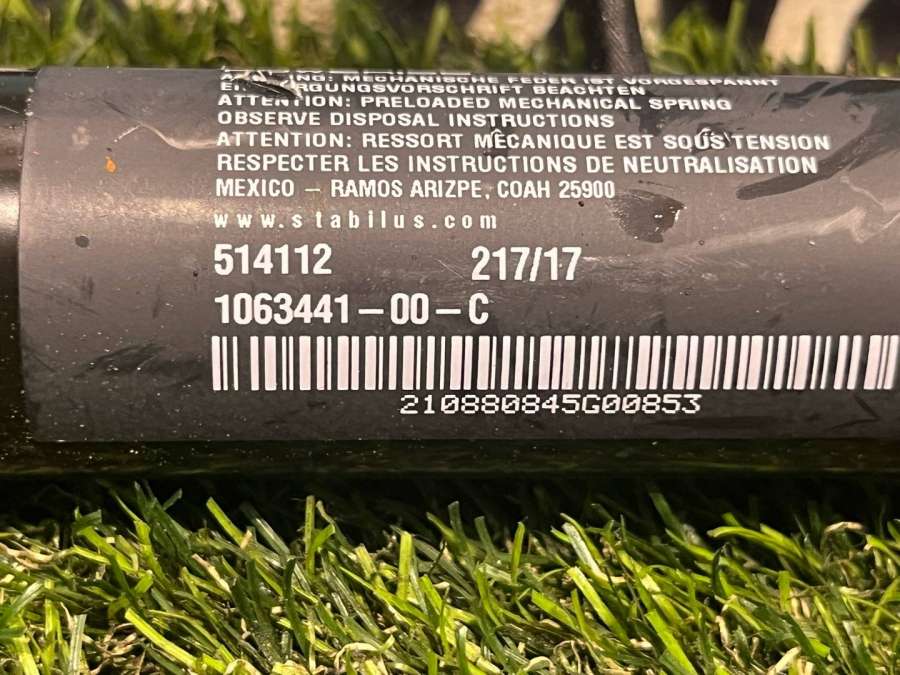 MECHANISCHE FEDER IST VORGESPANNT
BEACHTEN
ATTENTION: PRELOADED MECHANICAL SPRING
OBSERVE DISPOSAL INSTRUCTIONS
ATTENTION: RESSORT MÊCANIQUE EST SOUS TENSION
RESPECTER LES INSTRUCTIONS DE NEUTRALISATION
MEXICO – RAMOS ARIZPE, COAH 25900
www.stabilus.com
514112 217/17
1063441–00–C
210880845G00853